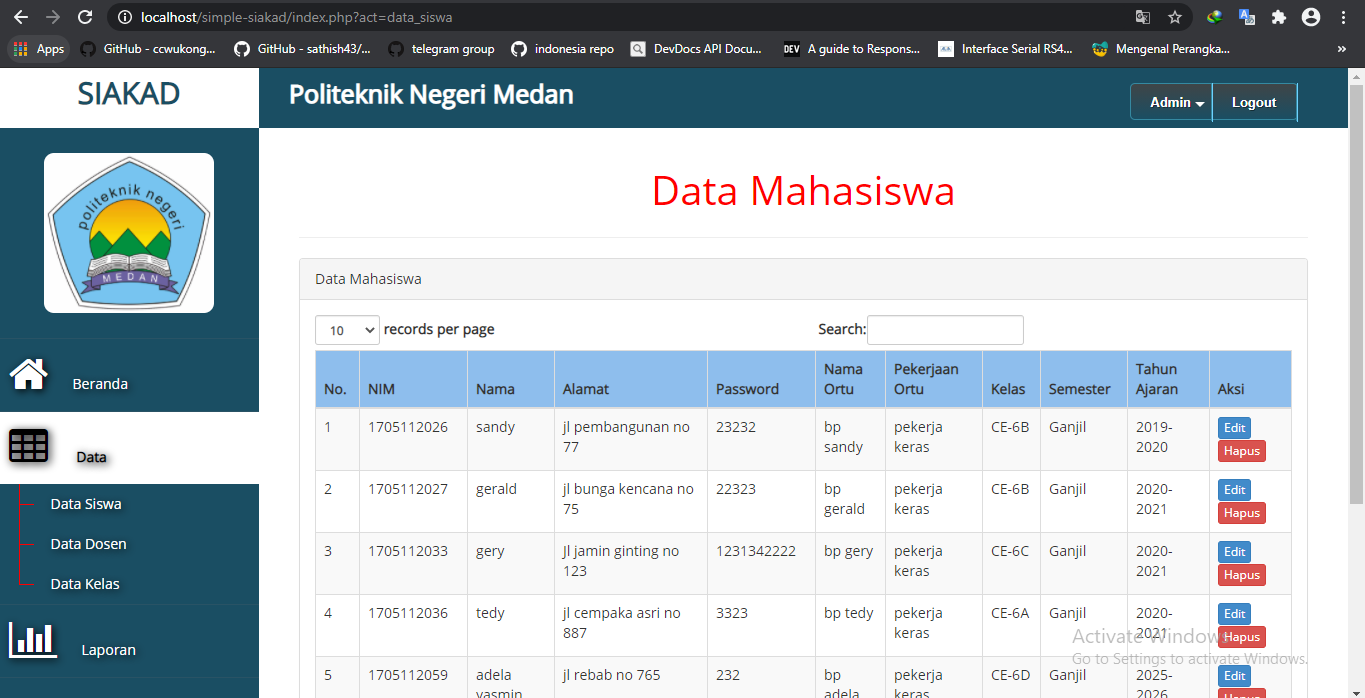 localhost/simple-siakad/index.php?act=data_siswa
Apps
GitHub - ccwukong...
GitHub - sathish43/...
telegram group
indonesia repo
DevDocs API Docu...
DEV A guide to Respons...
Interface Serial RS4...
Mengenal Perangka...
»
SIAKAD
Politeknik Negeri Medan
Admin
Logout
politeknik negeri
MEDAN
Beranda
Data
Data Siswa
Data Dosen
Data Kelas
Laporan
Data Mahasiswa
Data Mahasiswa
10 records per page
Search:
No. NIM Nama Alamat Password Nama Ortu Pekerjaan Ortu Kelas Semester Tahun Ajaran Aksi
1 1705112026 sandy jl pembangunan no 77 23232 bp sandy pekerja keras CE-6B Ganjil 2019-2020 Edit Hapus
2 1705112027 gerald jl bunga kencana no 75 22323 bp gerald pekerja keras CE-6B Ganjil 2020-2021 Edit Hapus
3 1705112033 gery Jl jamin ginting no 123 1231342222 bp gery pekerja keras CE-6C Ganjil 2020-2021 Edit Hapus
4 1705112036 tedy jl cempaka asri no 887 3323 bp tedy pekerja keras CE-6A Ganjil 2020-2021 Edit Hapus
5 1705112059 adela yasmin jl rebab no 765 232 bp adela pekerja keras CE-6D Ganjil 2025-2026 Edit Hapus
Activate Windows
Go to Settings to activate Windows.